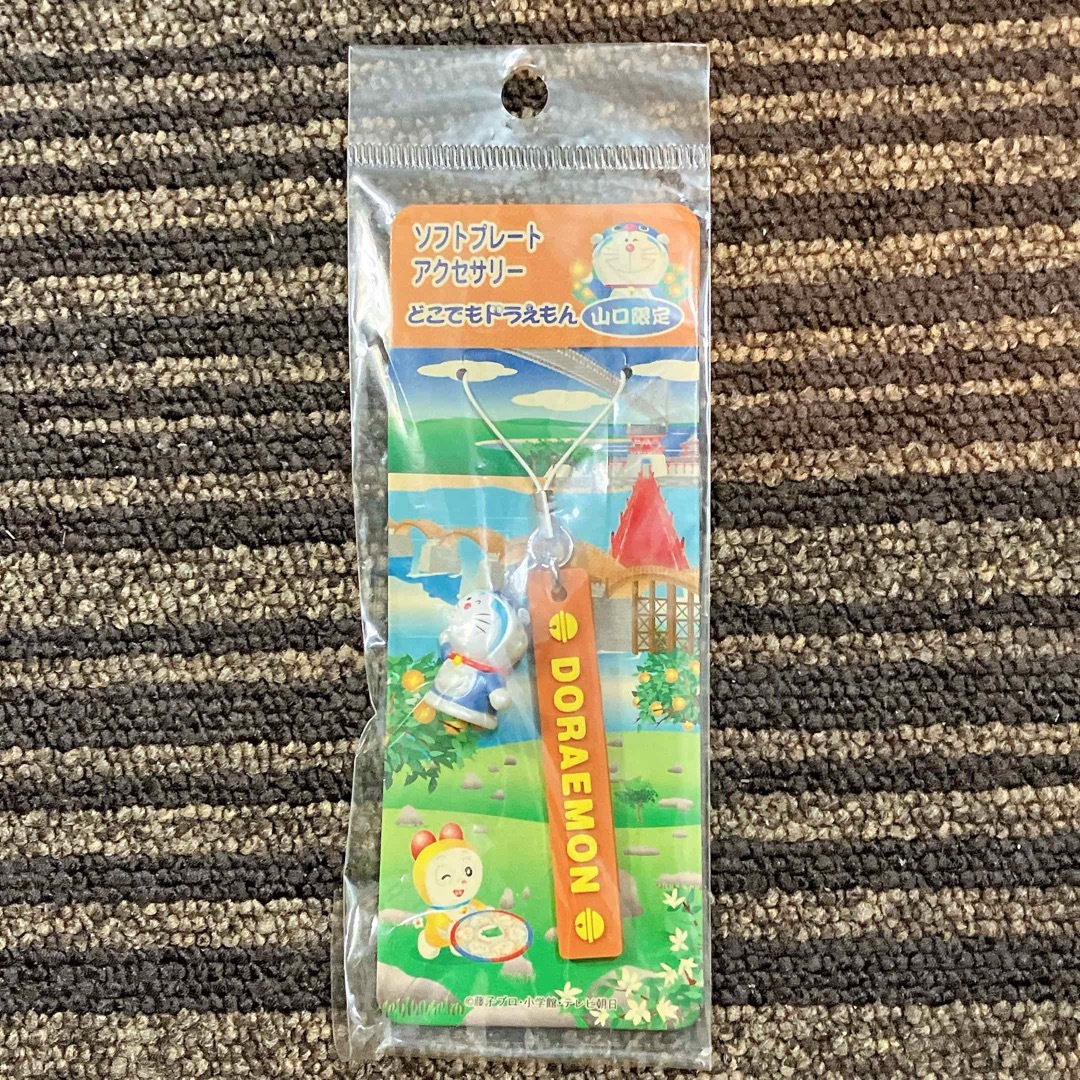 ソフトプレート
アクセサリー
どこでもドラえもん 山口限定
DORAEMON
©藤子プロ・小学館・テレビ朝日